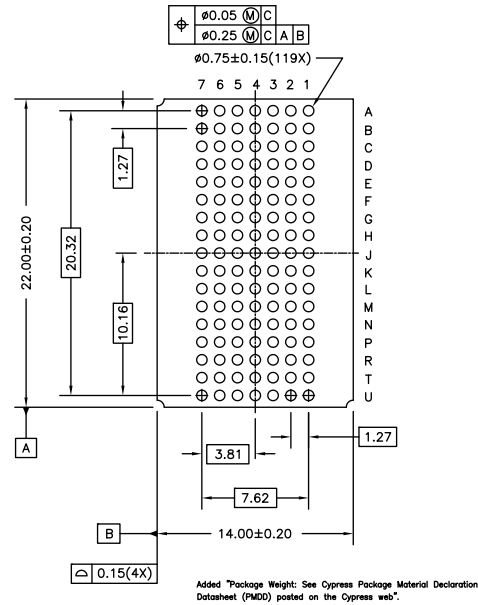 ⌖ ø0.05 Ⓜ C
ø0.25 Ⓜ C A B
ø0.75±0.15(119X)
7 6 5 4 3 2 1
A
B
C
D
E
F
G
H
J
K
L
M
N
P
R
T
U
1.27
20.32
22.00±0.20
10.16
A
3.81
1.27
7.62
B
14.00±0.20
⌓ 0.15(4X)
Added "Package Weight: See Cypress Package Material Declaration
Datasheet (PMDD) posted on the Cypress web".